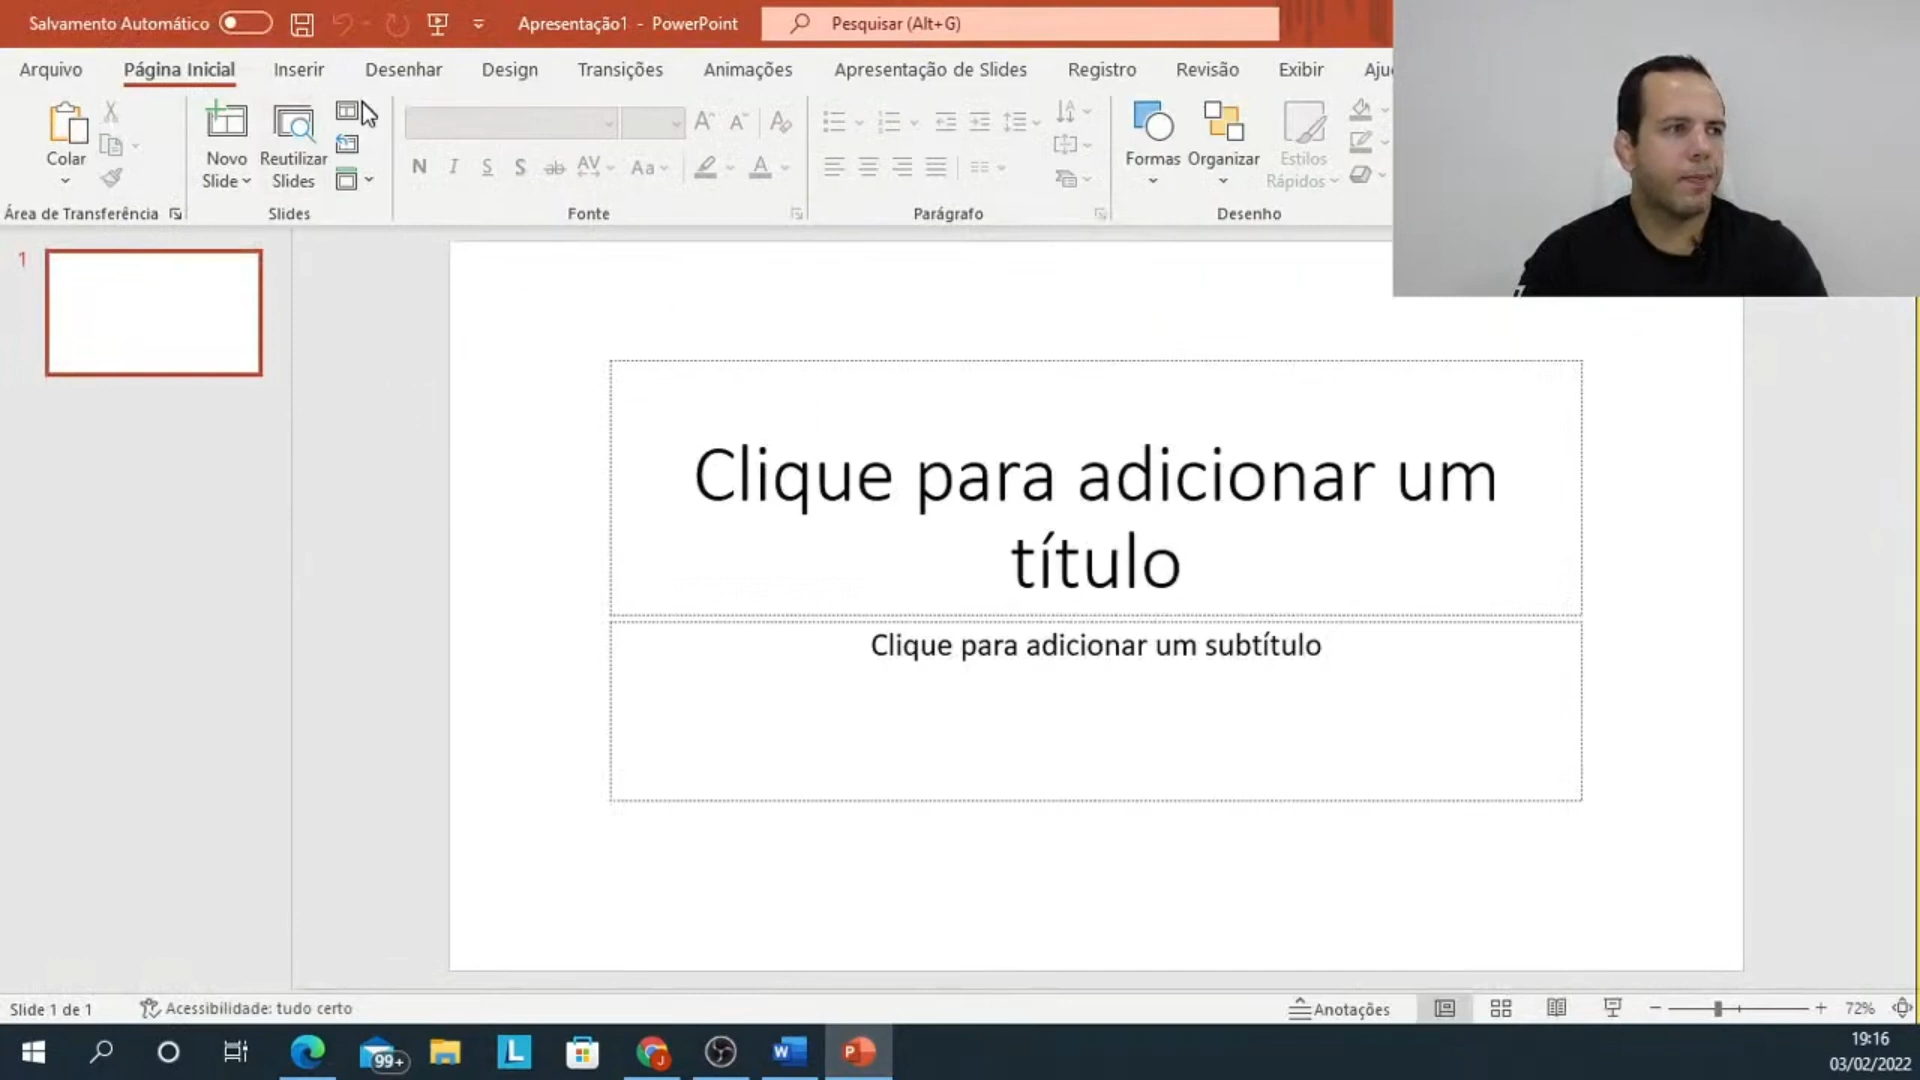 Salvamento Automático
Apresentação1 - PowerPoint
Pesquisar (Alt+G)
Arquivo
Página Inicial
Inserir
Desenhar
Design
Transições
Animações
Apresentação de Slides
Registro
Revisão
Exibir
Colar
Novo
Slide
Reutilizar
Slides
N I S S ab AV Aa A
Formas
Organizar
Estilos
Rápidos
Área de Transferência
Slides
Fonte
Parágrafo
Desenho
1
Clique para adicionar um
título
Clique para adicionar um subtítulo
Slide 1 de 1
Acessibilidade: tudo certo
Anotações
72%
99+
L
J
W
P
19:16
03/02/2022